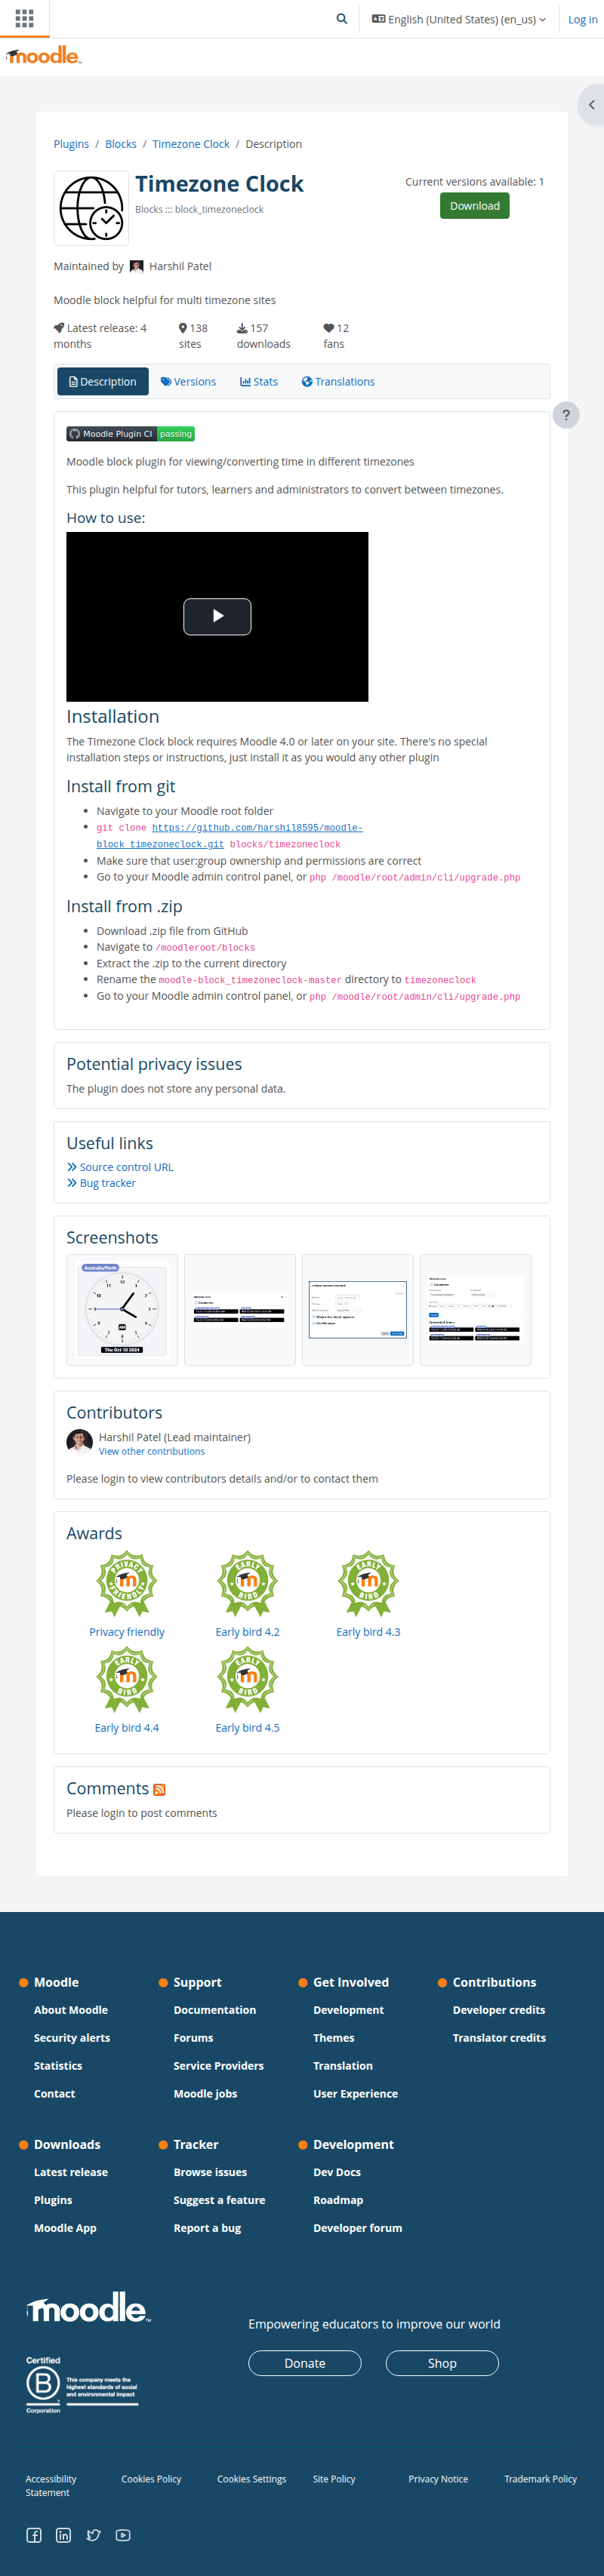 English (United States) (en_us)
Log in
moodle
Plugins / Blocks / Timezone Clock / Description
Timezone Clock
Blocks ::: block_timezoneclock
Current versions available: 1
Download
Maintained by Harshil Patel
Moodle block helpful for multi timezone sites
Latest release: 4 months
138 sites
157 downloads
12 fans
Description
Versions
Stats
Translations
?
Moodle Plugin CI passing
Moodle block plugin for viewing/converting time in different timezones
This plugin helpful for tutors, learners and administrators to convert between timezones.
How to use:
Installation
The Timezone Clock block requires Moodle 4.0 or later on your site. There's no special
installation steps or instructions, just install it as you would any other plugin
Install from git
Navigate to your Moodle root folder
git clone https://github.com/harshil8595/moodle-
block_timezoneclock.git blocks/timezoneclock
Make sure that user:group ownership and permissions are correct
Go to your Moodle admin control panel, or php /moodle/root/admin/cli/upgrade.php
Install from .zip
Download .zip file from GitHub
Navigate to /moodleroot/blocks
Extract the .zip to the current directory
Rename the moodle-block_timezoneclock-master directory to timezoneclock
Go to your Moodle admin control panel, or php /moodle/root/admin/cli/upgrade.php
Potential privacy issues
The plugin does not store any personal data.
Useful links
Source control URL
Bug tracker
Screenshots
Australia/Perth
AM
Thu Oct 10 2024
Contributors
Harshil Patel (Lead maintainer)
View other contributions
Please login to view contributors details and/or to contact them
Awards
PRIVACY FRIENDLY
EARLY BIRD
EARLY BIRD
Privacy friendly
Early bird 4.2
Early bird 4.3
EARLY BIRD
EARLY BIRD
Early bird 4.4
Early bird 4.5
Comments
Please login to post comments
Moodle
About Moodle
Security alerts
Statistics
Contact
Support
Documentation
Forums
Service Providers
Moodle jobs
Get Involved
Development
Themes
Translation
User Experience
Contributions
Developer credits
Translator credits
Downloads
Latest release
Plugins
Moodle App
Tracker
Browse issues
Suggest a feature
Report a bug
Development
Dev Docs
Roadmap
Developer forum
moodle
Empowering educators to improve our world
Donate
Shop
Certified
B
Corporation
This company meets the
highest standards of social
and environmental impact
Accessibility
Statement
Cookies Policy
Cookies Settings
Site Policy
Privacy Notice
Trademark Policy